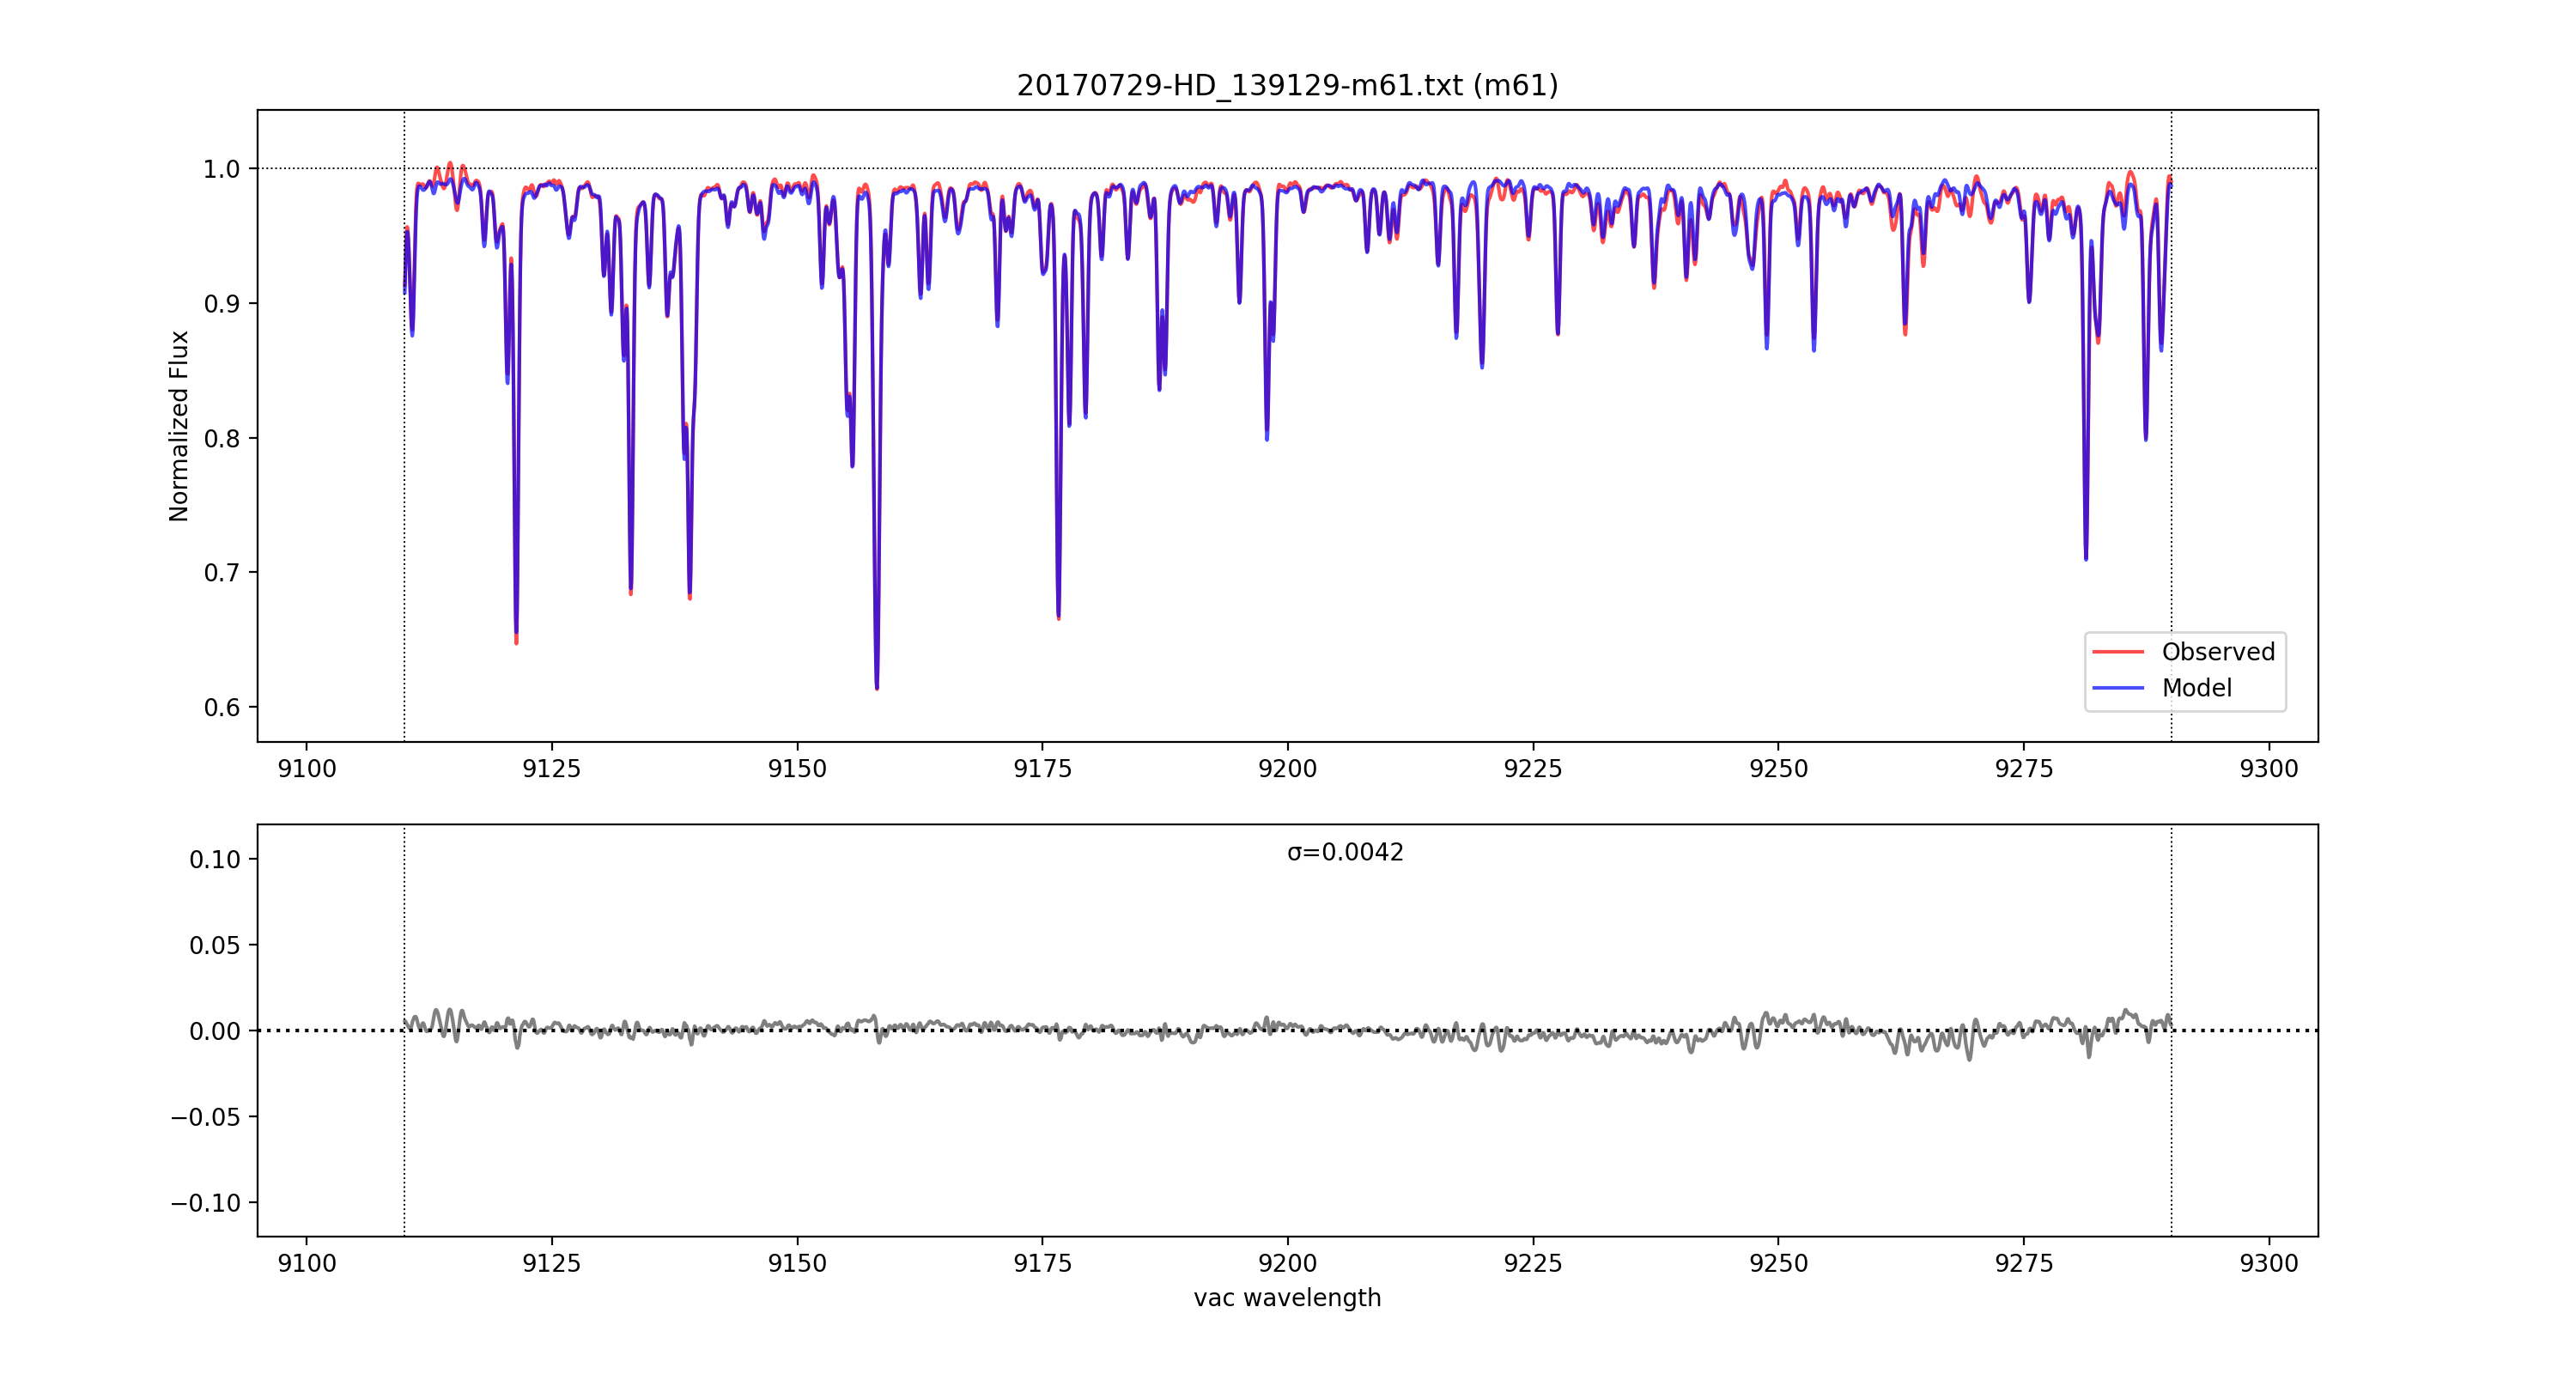 20170729-HD_139129-m61.txt (m61)
Normalized Flux
1.0
0.9
0.8
0.7
0.6
Observed
Model
9100 9125 9150 9175 9200 9225 9250 9275 9300
σ=0.0042
0.10
0.05
0.00
−0.05
−0.10
9100 9125 9150 9175 9200 9225 9250 9275 9300
vac wavelength